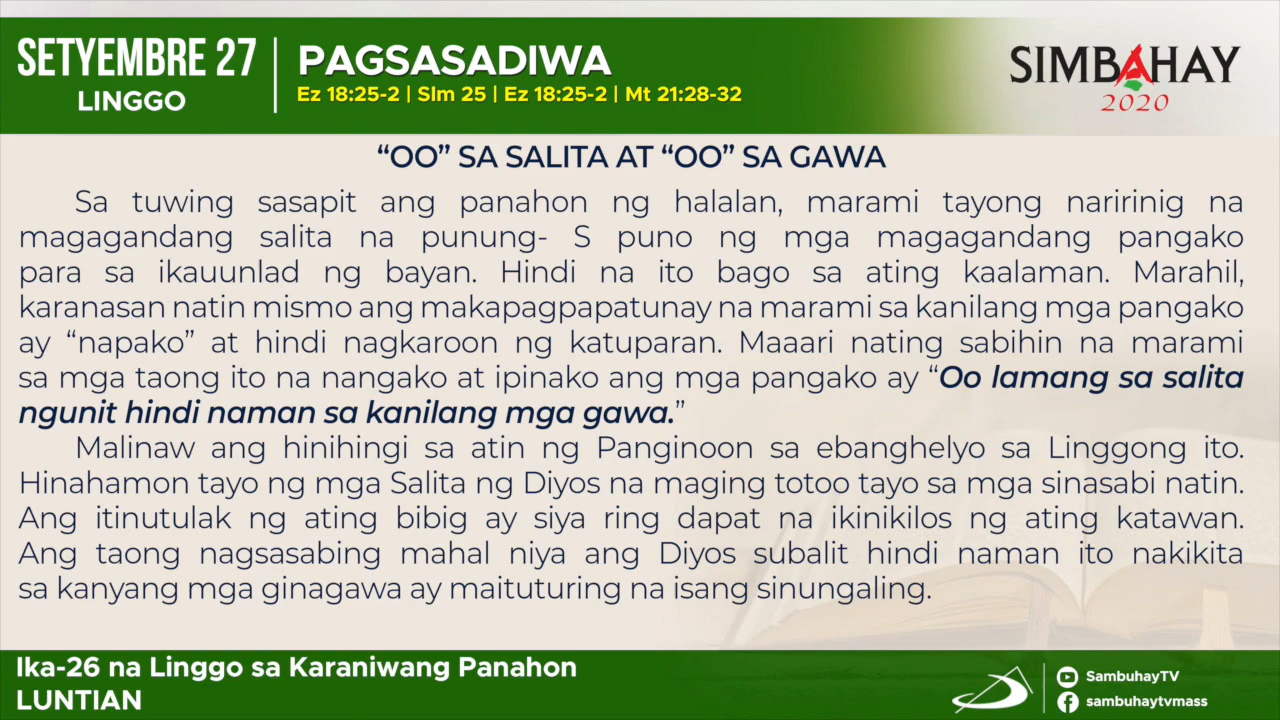 SETYEMBRE 27
LINGGO
PAGSASADIWA
Ez 18:25-2 | Slm 25 | Ez 18:25-2 | Mt 21:28-32
SIMBAHAY
2020
“OO” SA SALITA AT “OO” SA GAWA
Sa tuwing sasapit ang panahon ng halalan, marami tayong naririnig na
magagandang salita na punung- S puno ng mga magagandang pangako
para sa ikauunlad ng bayan. Hindi na ito bago sa ating kaalaman. Marahil,
karanasan natin mismo ang makapagpapatunay na marami sa kanilang mga pangako
ay “napako” at hindi nagkaroon ng katuparan. Maaari nating sabihin na marami
sa mga taong ito na nangako at ipinako ang mga pangako ay “Oo lamang sa salita
ngunit hindi naman sa kanilang mga gawa.”
Malinaw ang hinihingi sa atin ng Panginoon sa ebanghelyo sa Linggong ito.
Hinahamon tayo ng mga Salita ng Diyos na maging totoo tayo sa mga sinasabi natin.
Ang itinutulak ng ating bibig ay siya ring dapat na ikinikilos ng ating katawan.
Ang taong nagsasabing mahal niya ang Diyos subalit hindi naman ito nakikita
sa kanyang mga ginagawa ay maituturing na isang sinungaling.
Ika-26 na Linggo sa Karaniwang Panahon
LUNTIAN
SambuhayTV
sambuhaytvmass